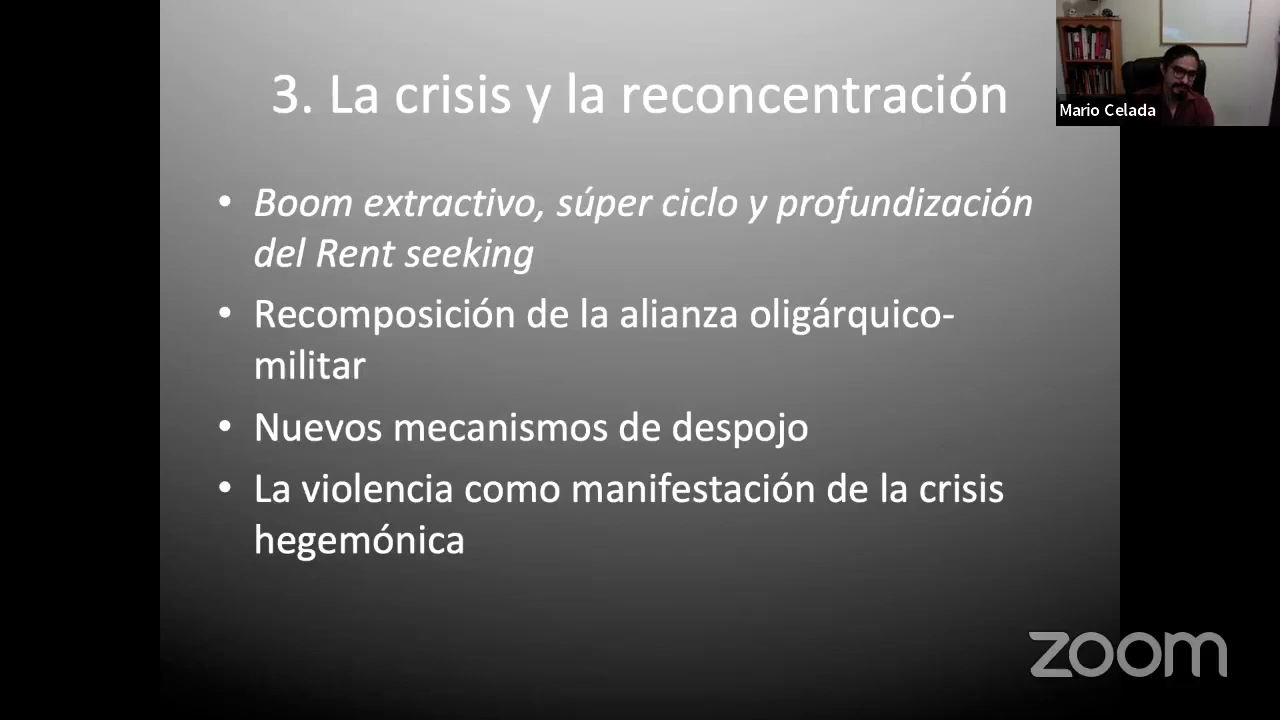 3. La crisis y la reconcentración
Mario Celada
• Boom extractivo, súper ciclo y profundización
del Rent seeking
• Recomposición de la alianza oligárquico-
militar
• Nuevos mecanismos de despojo
• La violencia como manifestación de la crisis
hegemónica
zoom